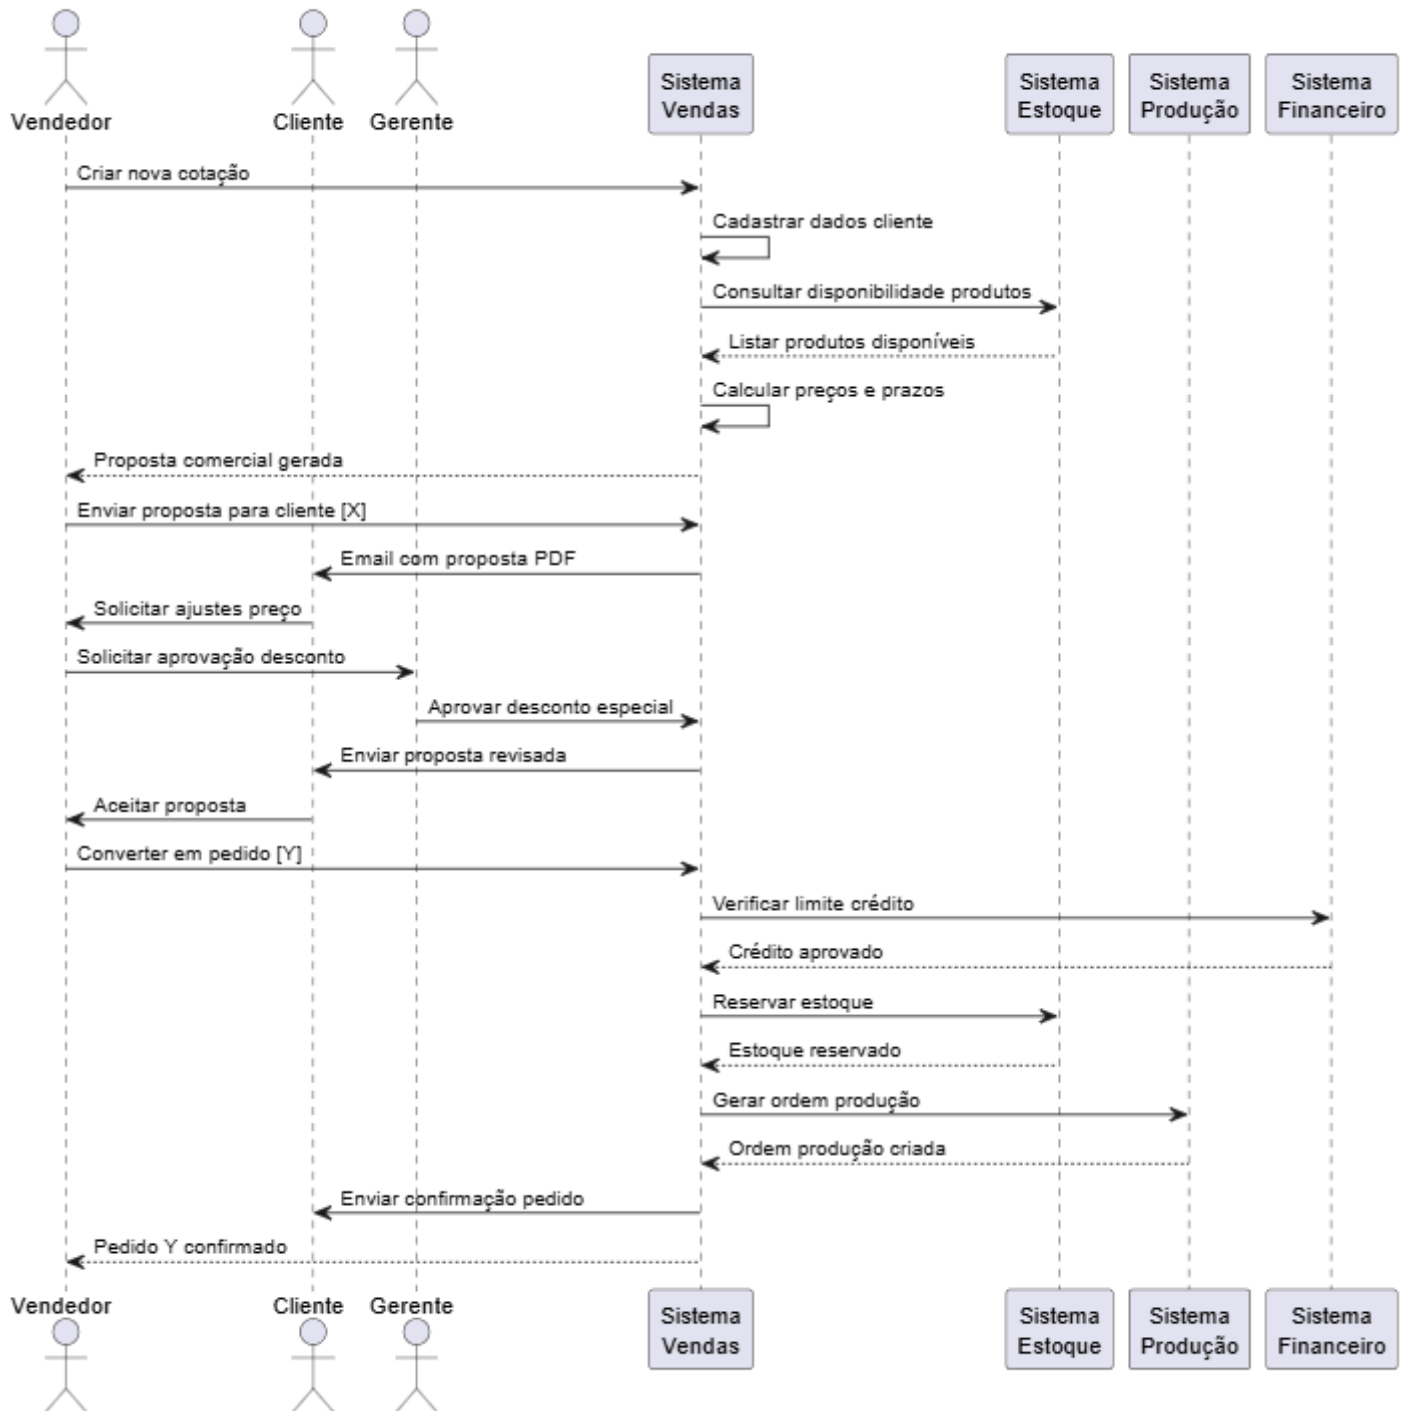 Vendedor
Cliente
Gerente
Sistema
Vendas
Sistema
Estoque
Sistema
Produção
Sistema
Financeiro
Criar nova cotação
Cadastrar dados cliente
Consultar disponibilidade produtos
Listar produtos disponíveis
Calcular preços e prazos
Proposta comercial gerada
Enviar proposta para cliente [X]
Email com proposta PDF
Solicitar ajustes preço
Solicitar aprovação desconto
Aprovar desconto especial
Enviar proposta revisada
Aceitar proposta
Converter em pedido [Y]
Verificar limite crédito
Crédito aprovado
Reservar estoque
Estoque reservado
Gerar ordem produção
Ordem produção criada
Enviar confirmação pedido
Pedido Y confirmado
Vendedor
Cliente
Gerente
Sistema
Vendas
Sistema
Estoque
Sistema
Produção
Sistema
Financeiro